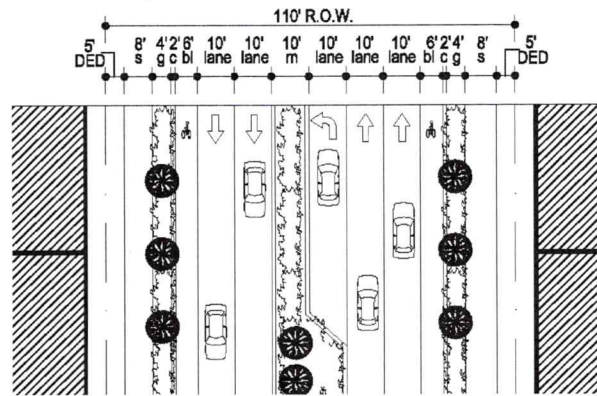 110' R.O.W.
5' 8' 4' 2' 6' 10' 10' 10' 10' 10' 10' 6' 2' 4' 8' 5'
DED s g c bl lane lane m lane lane lane bl c g s DED